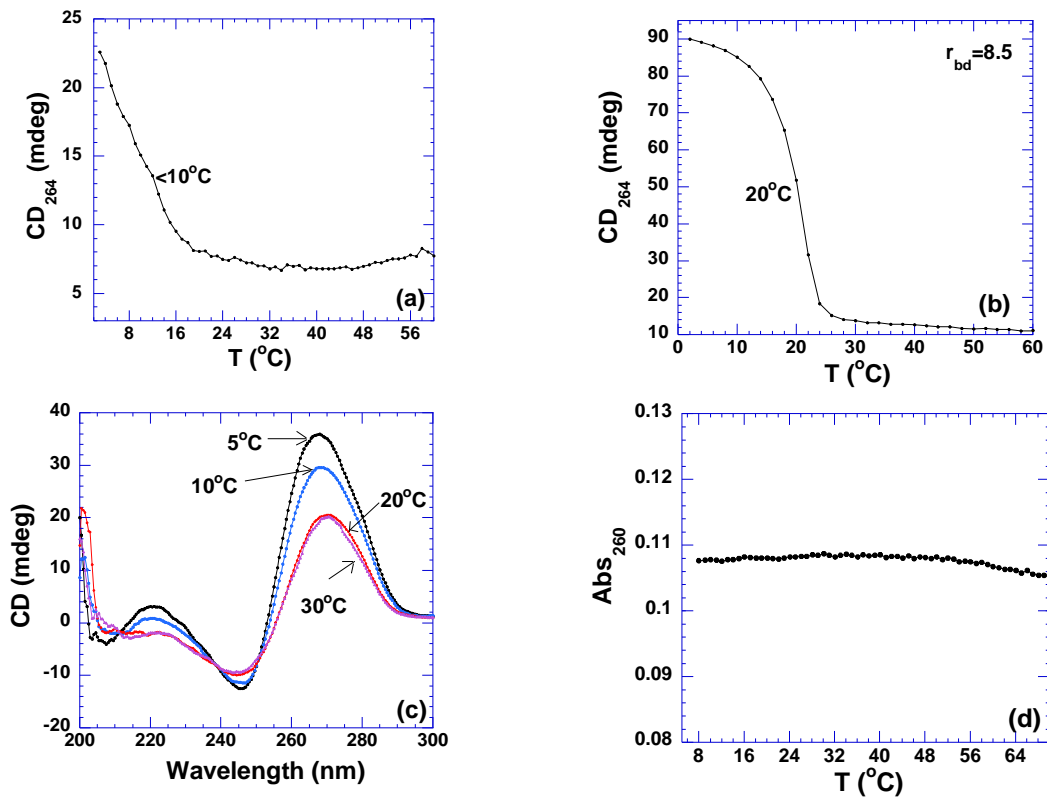 CD264 (mdeg)
25
20
15
10
5
<10°C
(a)
8 16 24 32 40 48 56
T (°C)
CD264 (mdeg)
90
80
70
60
50
40
30
20
10
rbd=8.5
20°C
(b)
0 10 20 30 40 50 60
T (°C)
CD (mdeg)
40
30
20
10
0
-10
-20
5°C
10°C
20°C
30°C
(c)
200 220 240 260 280 300
Wavelength (nm)
Abs260
0.13
0.12
0.108
0.1
0.09
0.08
(d)
8 16 24 32 40 48 56 64
T (°C)